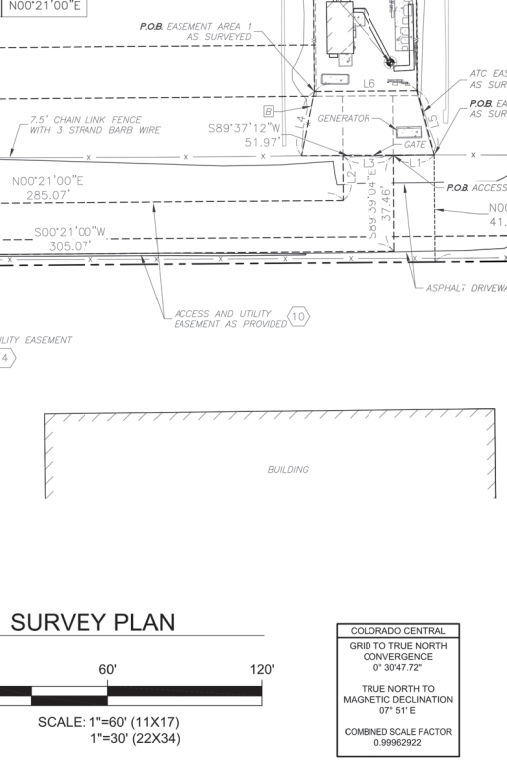 N00°21'00"E
P.O.B. EASEMENT AREA 1
AS SURVEYED
L6
ATC EAS
AS SUR
P.O.B. EA
AS SUR
B
7.5' CHAIN LINK FENCE
WITH 3 STRAND BARB WIRE
S89°37'12"W
51.97'
GENERATOR
L4
L5
GATE
L3
L1
L2
N00°21'00"E
285.07'
S89°39'04"E
37.46'
P.O.B. ACCESS
N00
41.
S00°21'00"W
305.07'
ASPHALT DRIVEWA
ACCESS AND UTILITY
EASEMENT AS PROVIDED 10
ILITY EASEMENT
4
BUILDING
SURVEY PLAN
60' 120'
SCALE: 1"=60' (11X17)
1"=30' (22X34)
COLORADO CENTRAL
GRID TO TRUE NORTH
CONVERGENCE
0° 30'47.72"
TRUE NORTH TO
MAGNETIC DECLINATION
07° 51' E
COMBINED SCALE FACTOR
0.99962922